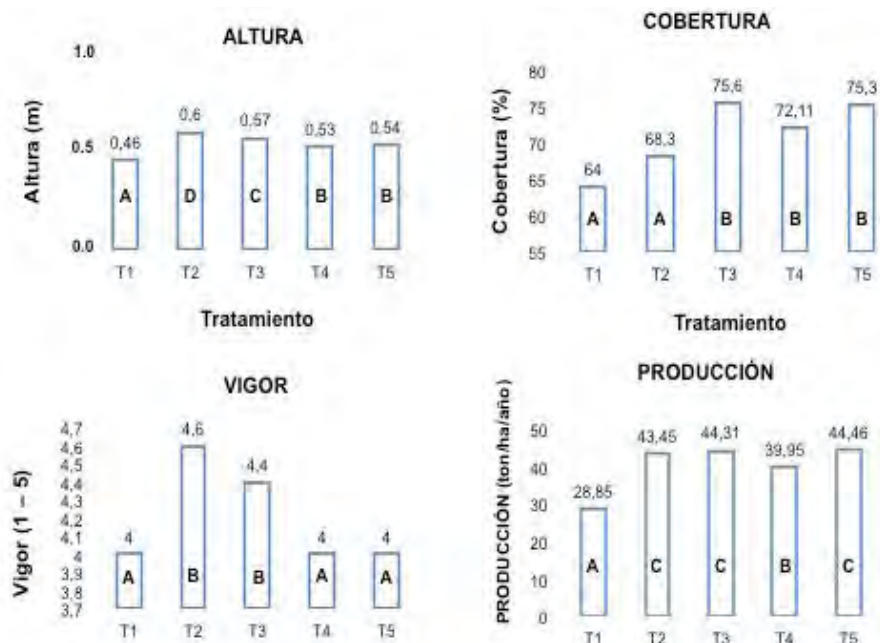 ALTURA
Altura (m)
1.0
0.5
0.0
0,46
0,6
0,57
0,53
0,54
A
D
C
B
B
T1
T2
T3
T4
T5
Tratamiento
COBERTURA
Cobertura (%)
80
75
70
65
60
55
64
68,3
75,6
72,11
75,3
A
A
B
B
B
T1
T2
T3
T4
T5
Tratamiento
VIGOR
Vigor (1 – 5)
4,7
4,6
4,5
4,4
4,3
4,2
4,1
4
3,9
3,8
3,7
4
4,6
4,4
4
4
A
B
B
A
A
T1
T2
T3
T4
T5
PRODUCCIÓN
PRODUCCIÓN (ton/ha/año)
50
40
30
20
10
0
28,85
43,45
44,31
39,95
44,46
A
C
C
B
C
T1
T2
T3
T4
T5